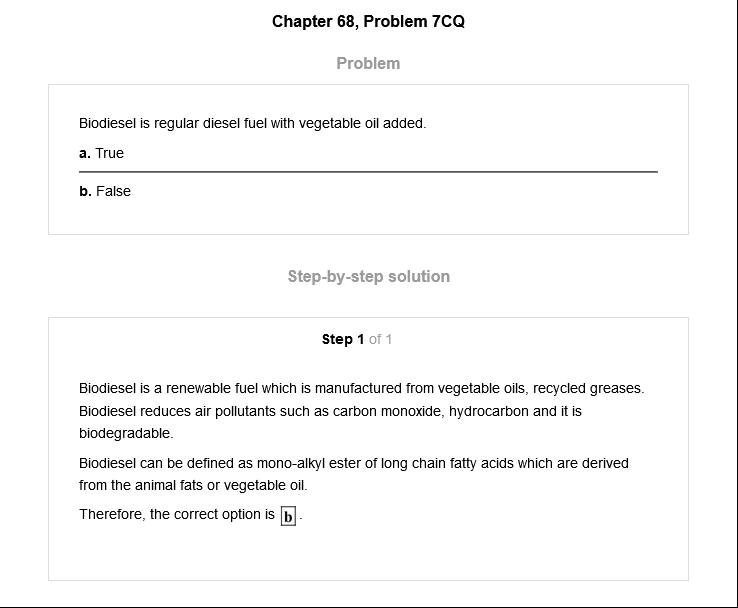 Chapter 68, Problem 7CQ
Problem
Biodiesel is regular diesel fuel with vegetable oil added.
a. True
b. False
Step-by-step solution
Step 1 of 1
Biodiesel is a renewable fuel which is manufactured from vegetable oils, recycled greases.
Biodiesel reduces air pollutants such as carbon monoxide, hydrocarbon and it is
biodegradable.
Biodiesel can be defined as mono-alkyl ester of long chain fatty acids which are derived
from the animal fats or vegetable oil.
Therefore, the correct option is b .